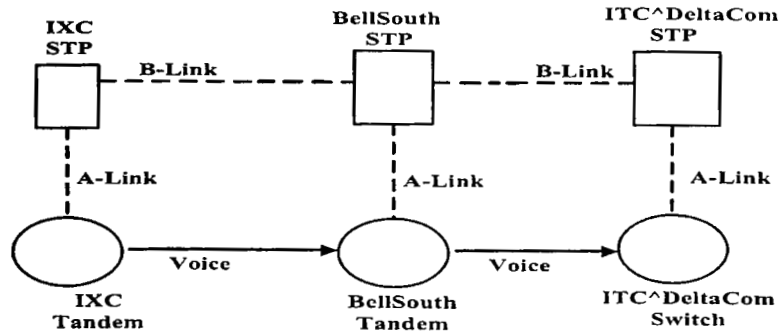 IXC
STP
BellSouth
STP
ITC^DeltaCom
STP
B-Link
B-Link
A-Link
A-Link
A-Link
Voice
Voice
IXC
Tandem
BellSouth
Tandem
ITC^DeltaCom
Switch